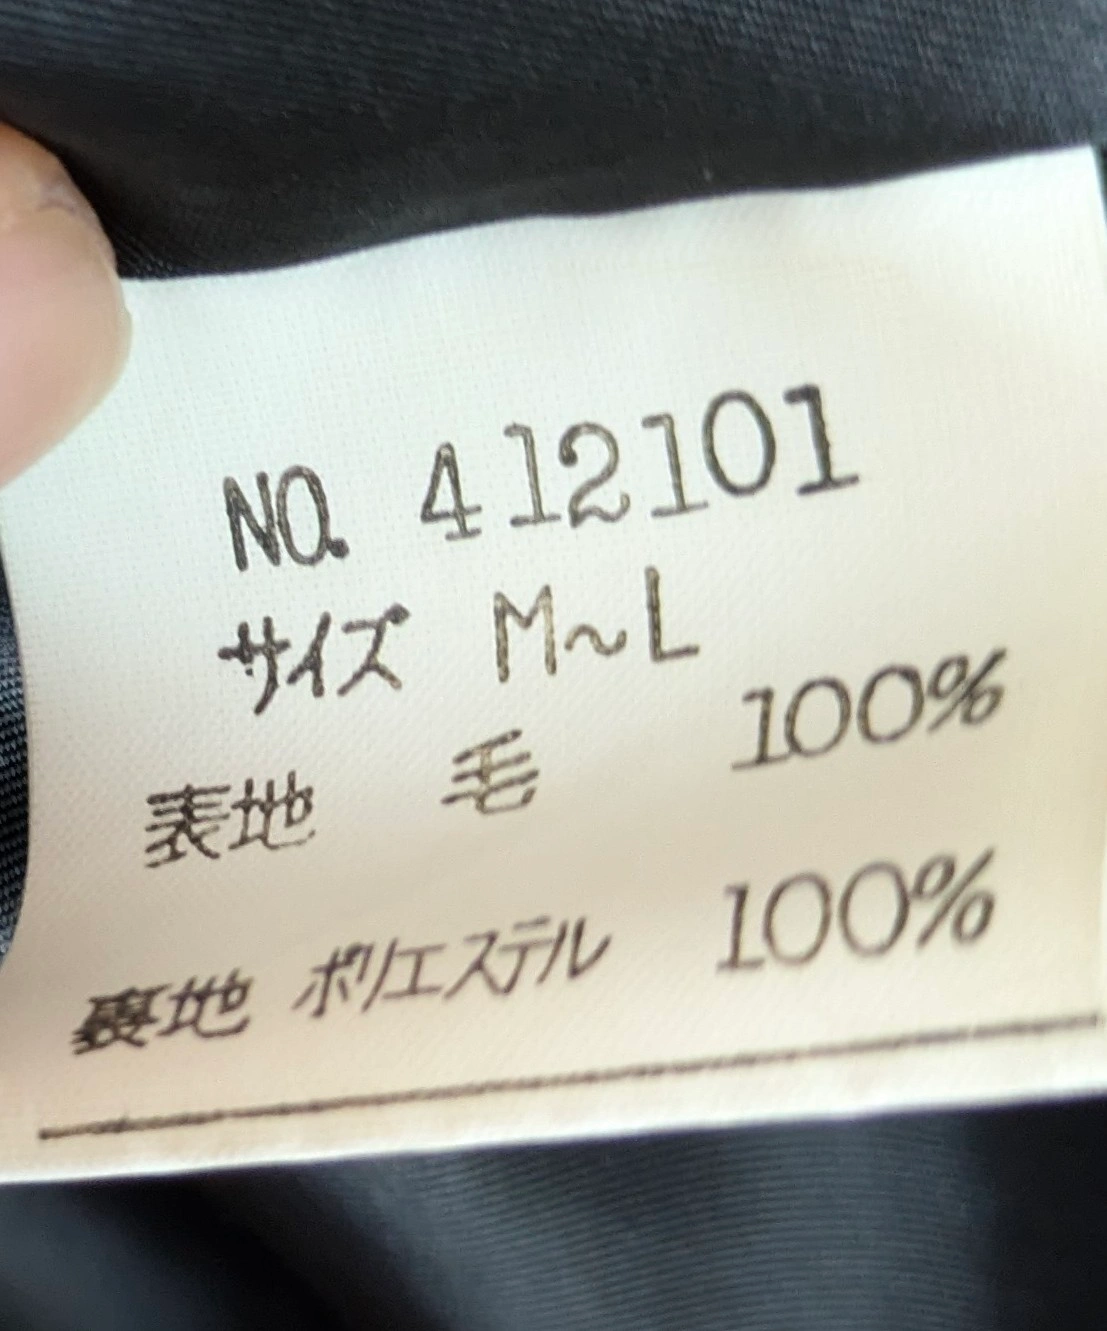 NO. 412101
サイズ M~L
表地 毛 100%
裏地 ポリエステル 100%